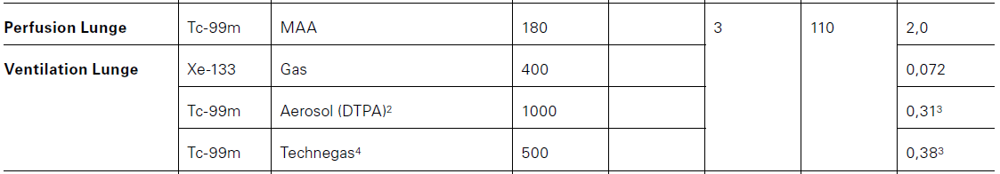 Perfusion Lunge Tc-99m MAA 180 3 110 2,0
Ventilation Lunge Xe-133 Gas 400 0,072
Tc-99m Aerosol (DTPA)² 1000 0,31³
Tc-99m Technegas⁴ 500 0,38³